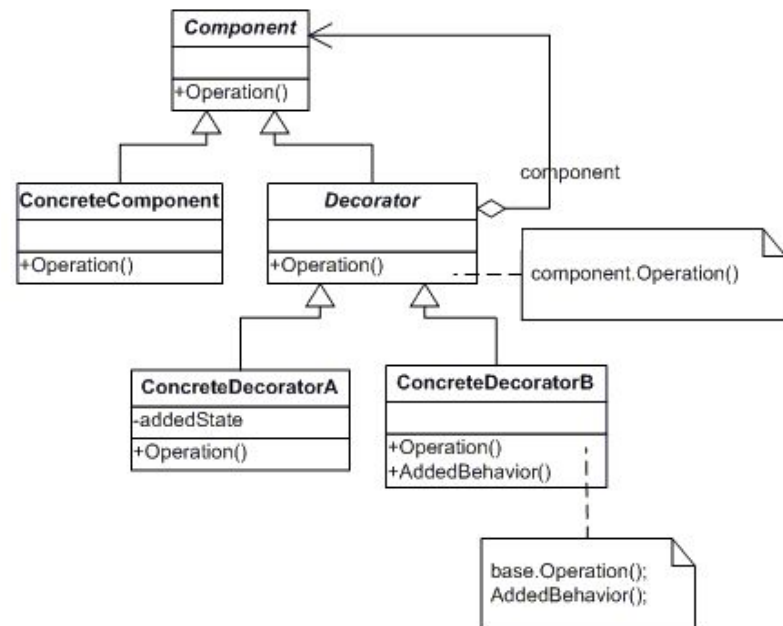 Component
+Operation()
component
ConcreteComponent
+Operation()
Decorator
+Operation()
component.Operation()
ConcreteDecoratorA
-addedState
+Operation()
ConcreteDecoratorB
+Operation()
+AddedBehavior()
base.Operation();
AddedBehavior();